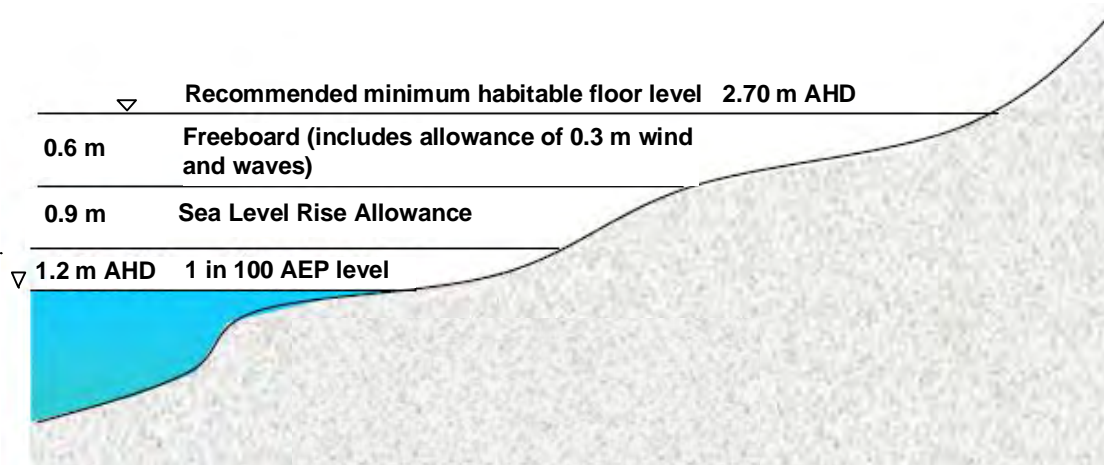 Recommended minimum habitable floor level 2.70 m AHD
0.6 m Freeboard (includes allowance of 0.3 m wind
and waves)
0.9 m Sea Level Rise Allowance
1.2 m AHD 1 in 100 AEP level